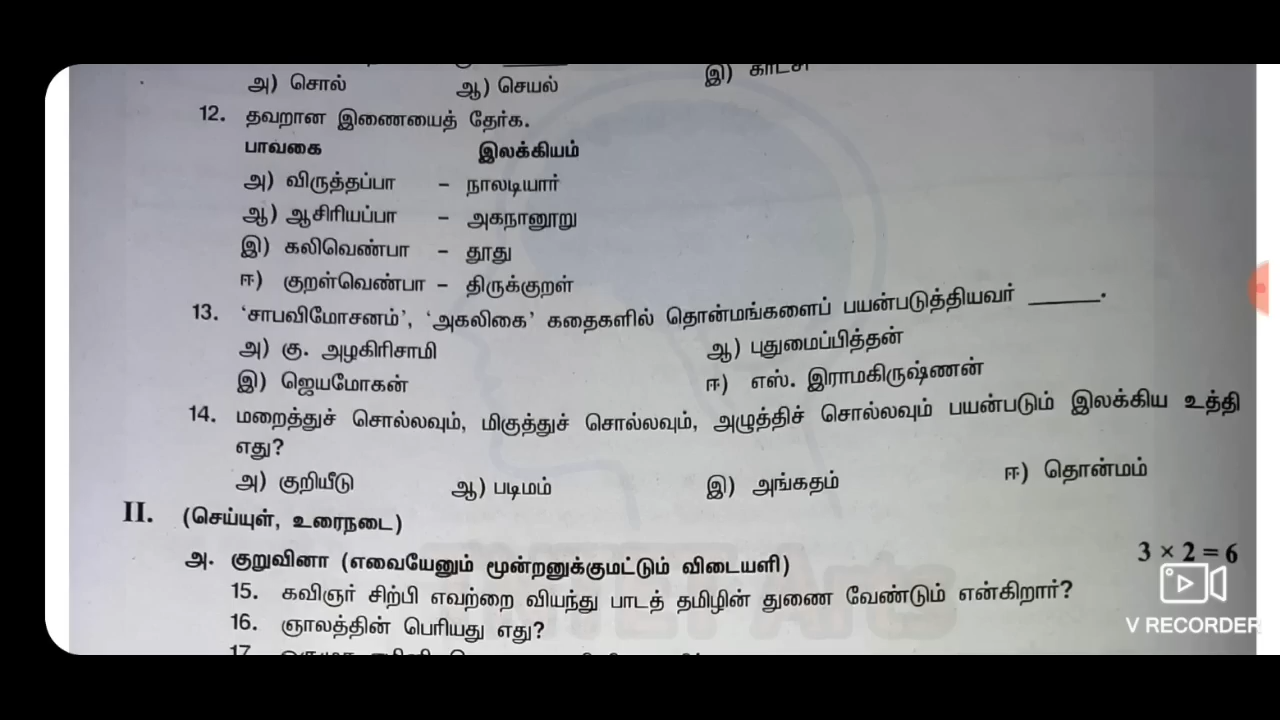 அ) சொல் ஆ) செயல் இ) காட்சி
12. தவறான இணையைத் தேர்க.
பாவகை இலக்கியம்
அ) விருத்தப்பா – நாலடியார்
ஆ) ஆசிரியப்பா – அகநானூறு
இ) கலிவெண்பா – தூது
ஈ) குறள்வெண்பா – திருக்குறள்
13. ‘சாபவிமோசனம்’, ‘அகலிகை’ கதைகளில் தொன்மங்களைப் பயன்படுத்தியவர் ______.
அ) கு. அழகிரிசாமி ஆ) புதுமைப்பித்தன்
இ) ஜெயமோகன் ஈ) எஸ். இராமகிருஷ்ணன்
14. மறைத்துச் சொல்லவும், மிகுத்துச் சொல்லவும், அழுத்திச் சொல்லவும் பயன்படும் இலக்கிய உத்தி
எது?
அ) குறியீடு ஆ) படிமம் இ) அங்கதம் ஈ) தொன்மம்
II. (செய்யுள், உரைநடை)
அ. குறுவினா (எவையேனும் மூன்றனுக்குமட்டும் விடையளி) 3 × 2 = 6
15. கவிஞர் சிற்பி எவற்றை வியந்து பாடத் தமிழின் துணை வேண்டும் என்கிறார்?
16. ஞாலத்தின் பெரியது எது?
17.
V RECORDER